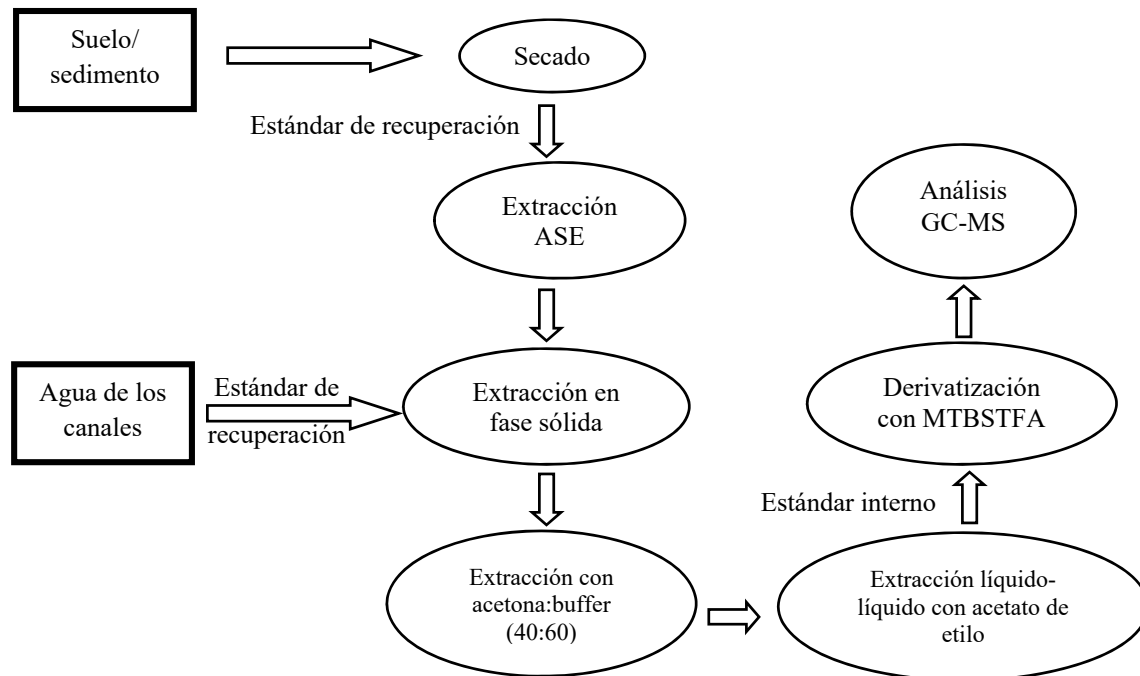 Suelo/
sedimento
Secado
Estándar de recuperación
Extracción
ASE
Análisis
GC-MS
Agua de los
canales
Estándar de
recuperación
Extracción en
fase sólida
Derivatización
con MTBSTFA
Estándar interno
Extracción con
acetona:buffer
(40:60)
Extracción líquido-
líquido con acetato de
etilo